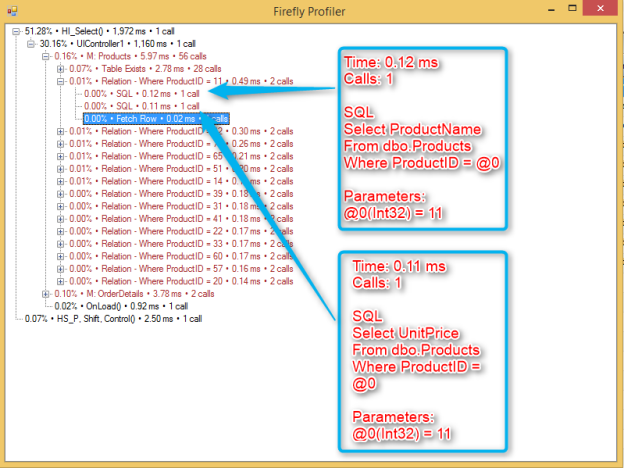 Firefly Profiler
51.28% • HI_Select() • 1,972 ms • 1 call
30.16% • UIController1 • 1,160 ms • 1 call
0.16% • M: Products • 5.97 ms • 56 calls
0.07% • Table Exists • 2.78 ms • 28 calls
0.01% • Relation - Where ProductID = 11 • 0.49 ms • 2 calls
0.00% • SQL • 0.12 ms • 1 call
0.00% • SQL • 0.11 ms • 1 call
0.00% • Fetch Row • 0.02 ms • calls
0.01% • Relation - Where ProductID = 2 • 0.30 ms • 2 calls
0.01% • Relation - Where ProductID = • 0.26 ms • 2 calls
0.01% • Relation - Where ProductID = 65 • 0.21 ms • 2 calls
0.01% • Relation - Where ProductID = 51 • 0.20 ms • 2 calls
0.01% • Relation - Where ProductID = 14 • ms • 2 calls
0.00% • Relation - Where ProductID = 39 • 0.18 ms • 2 calls
0.00% • Relation - Where ProductID = 31 • 0.18 ms • 2 calls
0.00% • Relation - Where ProductID = 41 • 0.18 ms • 2 calls
0.00% • Relation - Where ProductID = 22 • 0.17 ms • 2 calls
0.00% • Relation - Where ProductID = 33 • 0.17 ms • 2 calls
0.00% • Relation - Where ProductID = 60 • 0.17 ms • 2 calls
0.00% • Relation - Where ProductID = 57 • 0.16 ms • 2 calls
0.00% • Relation - Where ProductID = 20 • 0.14 ms • 2 calls
0.10% • M: OrderDetails • 3.78 ms • 2 calls
0.02% • OnLoad() • 0.92 ms • 1 call
0.07% • HS_P, Shift, Control() • 2.50 ms • 1 call
Time: 0.12 ms
Calls: 1
SQL
Select ProductName
From dbo.Products
Where ProductID = @0
Parameters:
@0(Int32) = 11
Time: 0.11 ms
Calls: 1
SQL
Select UnitPrice
From dbo.Products
Where ProductID =
@0
Parameters:
@0(Int32) = 11